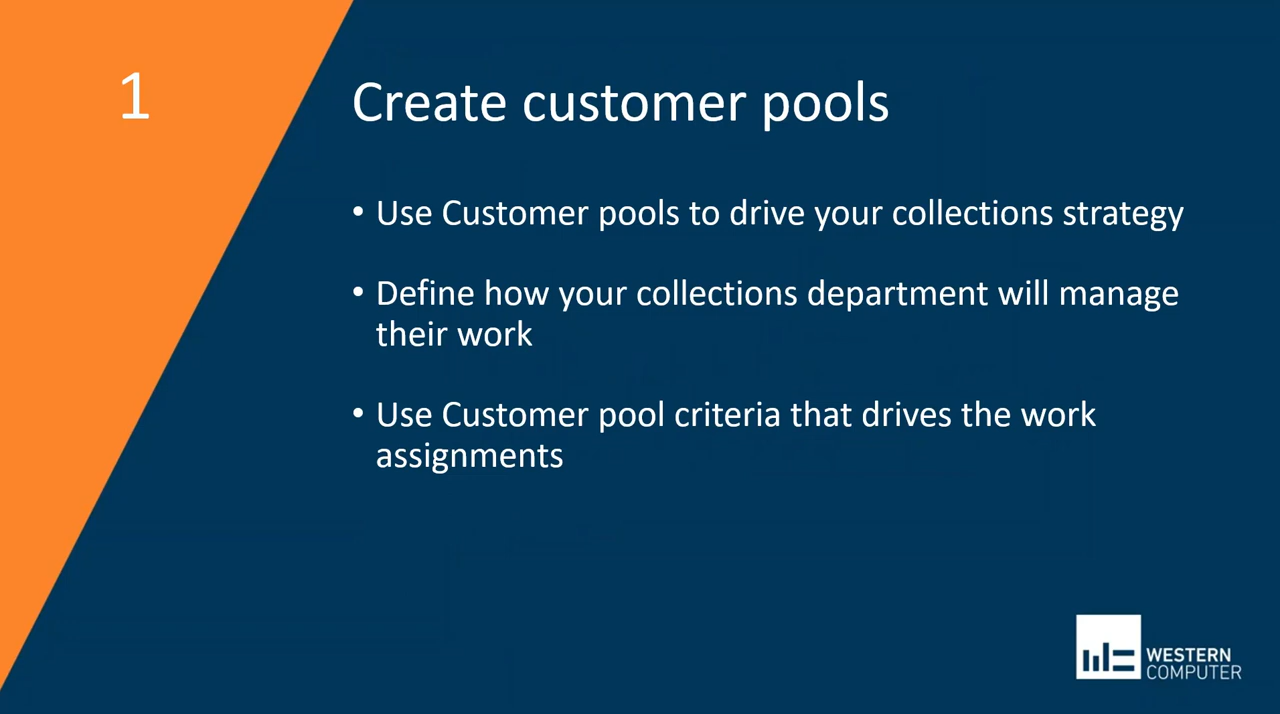 1
Create customer pools
• Use Customer pools to drive your collections strategy
• Define how your collections department will manage
their work
• Use Customer pool criteria that drives the work
assignments
WESTERN
COMPUTER